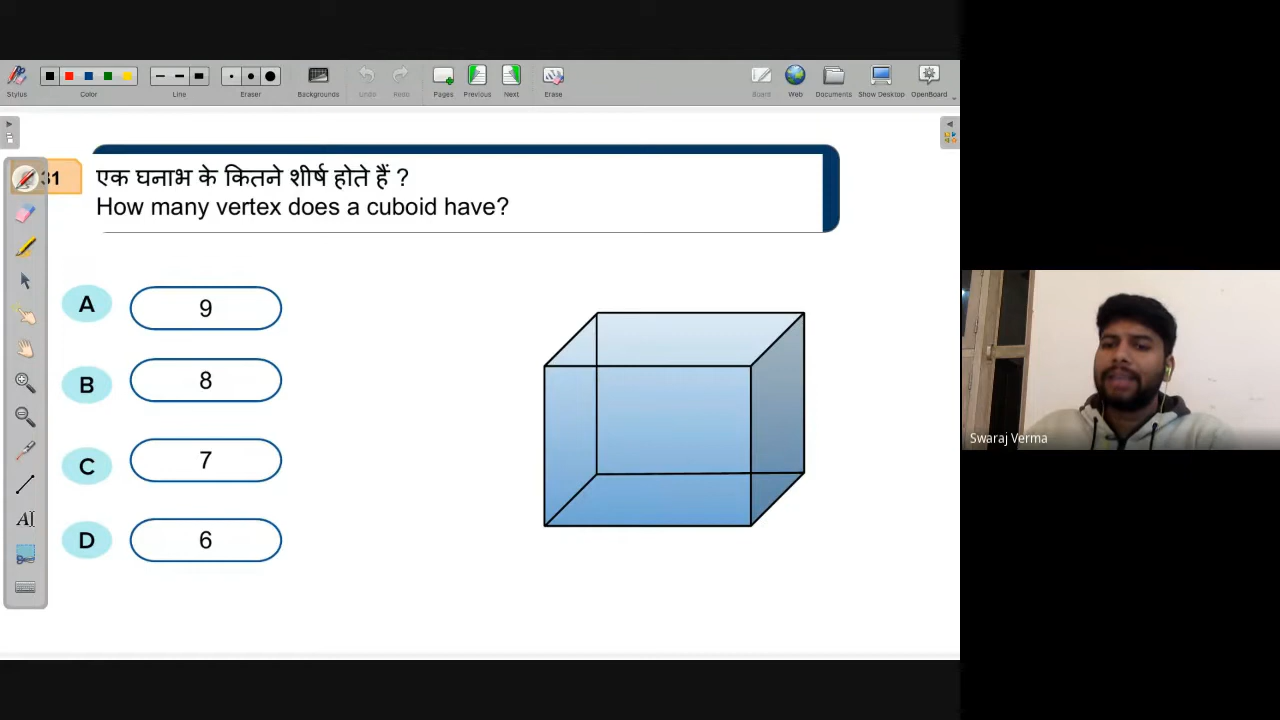 Stylus
Color
Line
Eraser
Backgrounds
Undo
Redo
Pages
Previous
Next
Erase
Board
Web
Documents
Show Desktop
OpenBoard
31
एक घनाभ के कितने शीर्ष होते हैं ?
How many vertex does a cuboid have?
A 9
B 8
C 7
D 6
AI
Swaraj Verma